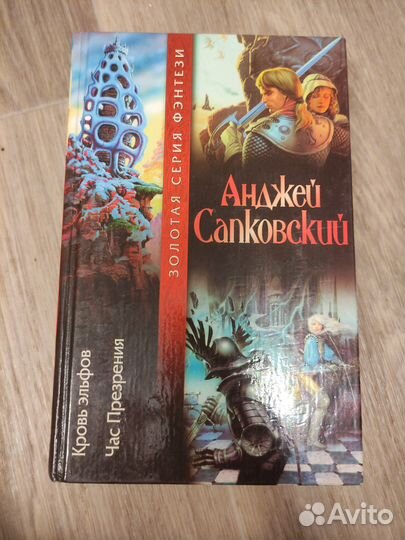 ЗОЛОТАЯ СЕРИЯ ФЭНТЕЗИ
Анджей
Сапковский
Кровь эльфов
Час Презрения
Avito